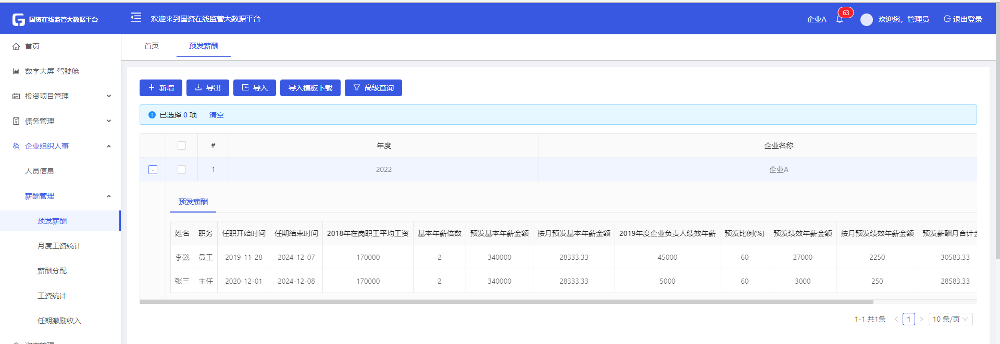 国资在线监管大数据平台
欢迎来到国资在线监管大数据平台
企业A
63
欢迎您，管理员
退出登录
首页
数字大屏-驾驶舱
投资项目管理
债务管理
企业组织人事
人员信息
薪酬管理
预发薪酬
月度工资统计
薪酬分配
工资统计
任期激励收入
首页 预发薪酬
新增 导出 导入 导入模板下载 高级查询
已选择 0 项 清空
# 年度 企业名称
- 1 2022 企业A
预发薪酬
姓名 职务 任职开始时间 任期结束时间 2018年在岗职工平均工资 基本年薪倍数 预发基本年薪金额 按月预发基本年薪金额 2019年度企业负责人绩效年薪 预发比例(%) 预发绩效年薪金额 按月预发绩效年薪金额 预发薪酬月合计
李懿 员工 2019-11-28 2024-12-07 170000 2 340000 28333.33 45000 60 27000 2250 30583.33
张三 主任 2020-12-01 2024-12-08 170000 2 340000 28333.33 5000 60 3000 250 28583.33
1-1 共1条 < 1 > 10 条/页